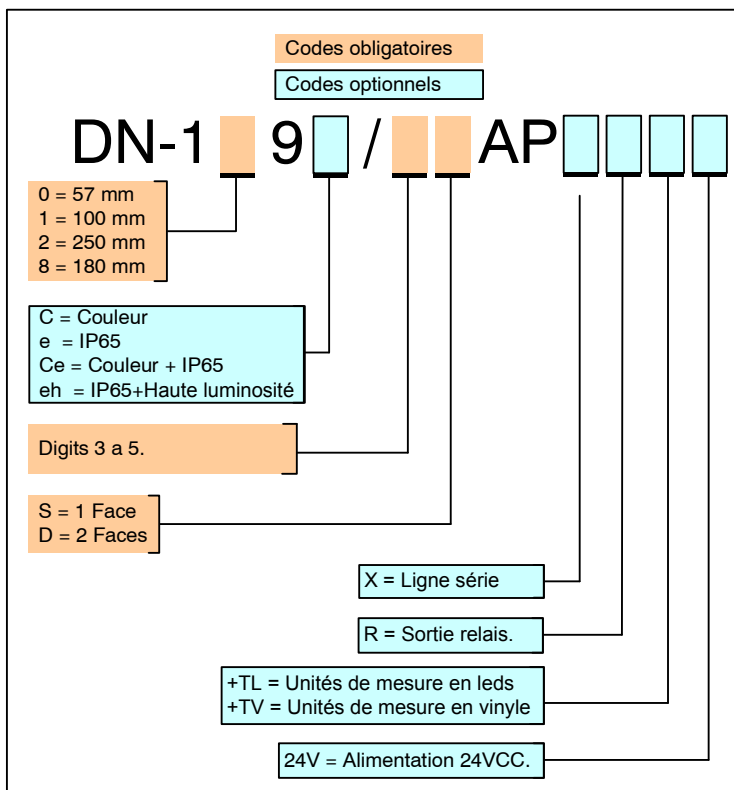 Codes obligatoires
Codes optionnels
DN-1 9 / AP
0 = 57 mm
1 = 100 mm
2 = 250 mm
8 = 180 mm
C = Couleur
e = IP65
Ce = Couleur + IP65
eh = IP65+Haute luminosité
Digits 3 a 5.
S = 1 Face
D = 2 Faces
X = Ligne série
R = Sortie relais.
+TL = Unités de mesure en leds
+TV = Unités de mesure en vinyle
24V = Alimentation 24VCC.